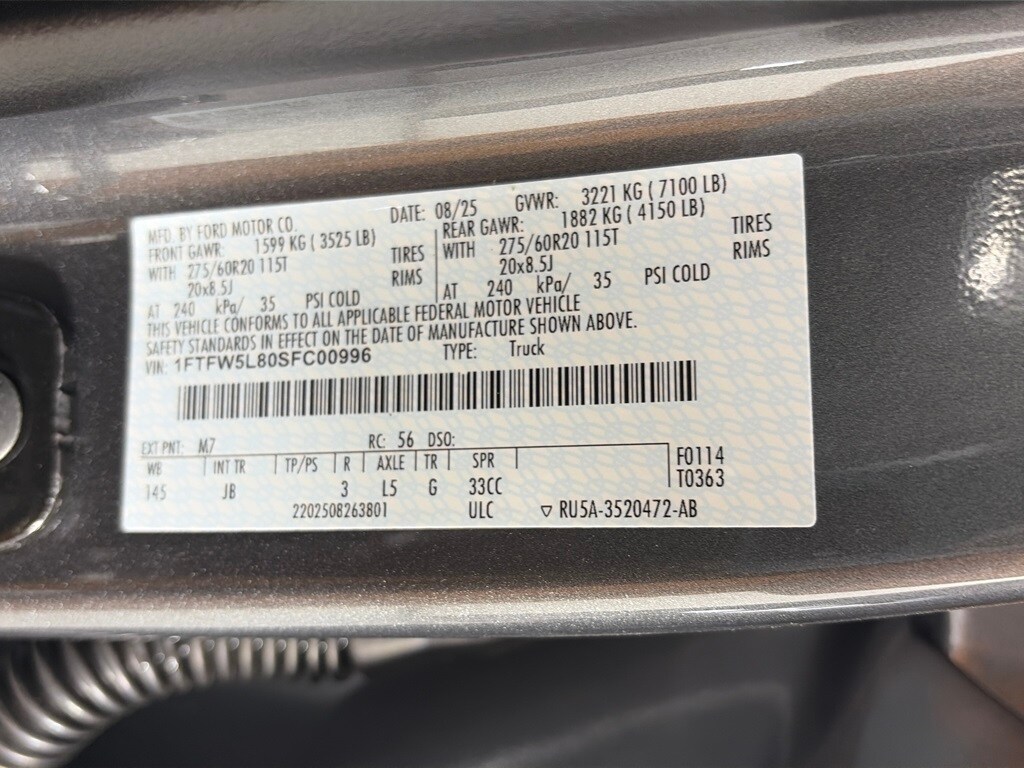 MFD. BY FORD MOTOR CO. DATE: 08/25 GVWR: 3221 KG ( 7100 LB)
FRONT GAWR: 1599 KG ( 3525 LB) REAR GAWR: 1882 KG ( 4150 LB)
WITH 275/60R20 115T TIRES WITH 275/60R20 115T TIRES
20x8.5J RIMS 20x8.5J RIMS
AT 240 kPa/ 35 PSI COLD AT 240 kPa/ 35 PSI COLD
THIS VEHICLE CONFORMS TO ALL APPLICABLE FEDERAL MOTOR VEHICLE
SAFETY STANDARDS IN EFFECT ON THE DATE OF MANUFACTURE SHOWN ABOVE.
VIN: 1FTFW5L80SFC00996 TYPE: Truck
EXT PNT: M7 RC: 56 DSO:
WB INT TR TP/PS R AXLE TR SPR F0114
145 JB 3 L5 G 33CC T0363
2202508263801 ULC ▽ RU5A-3520472-AB